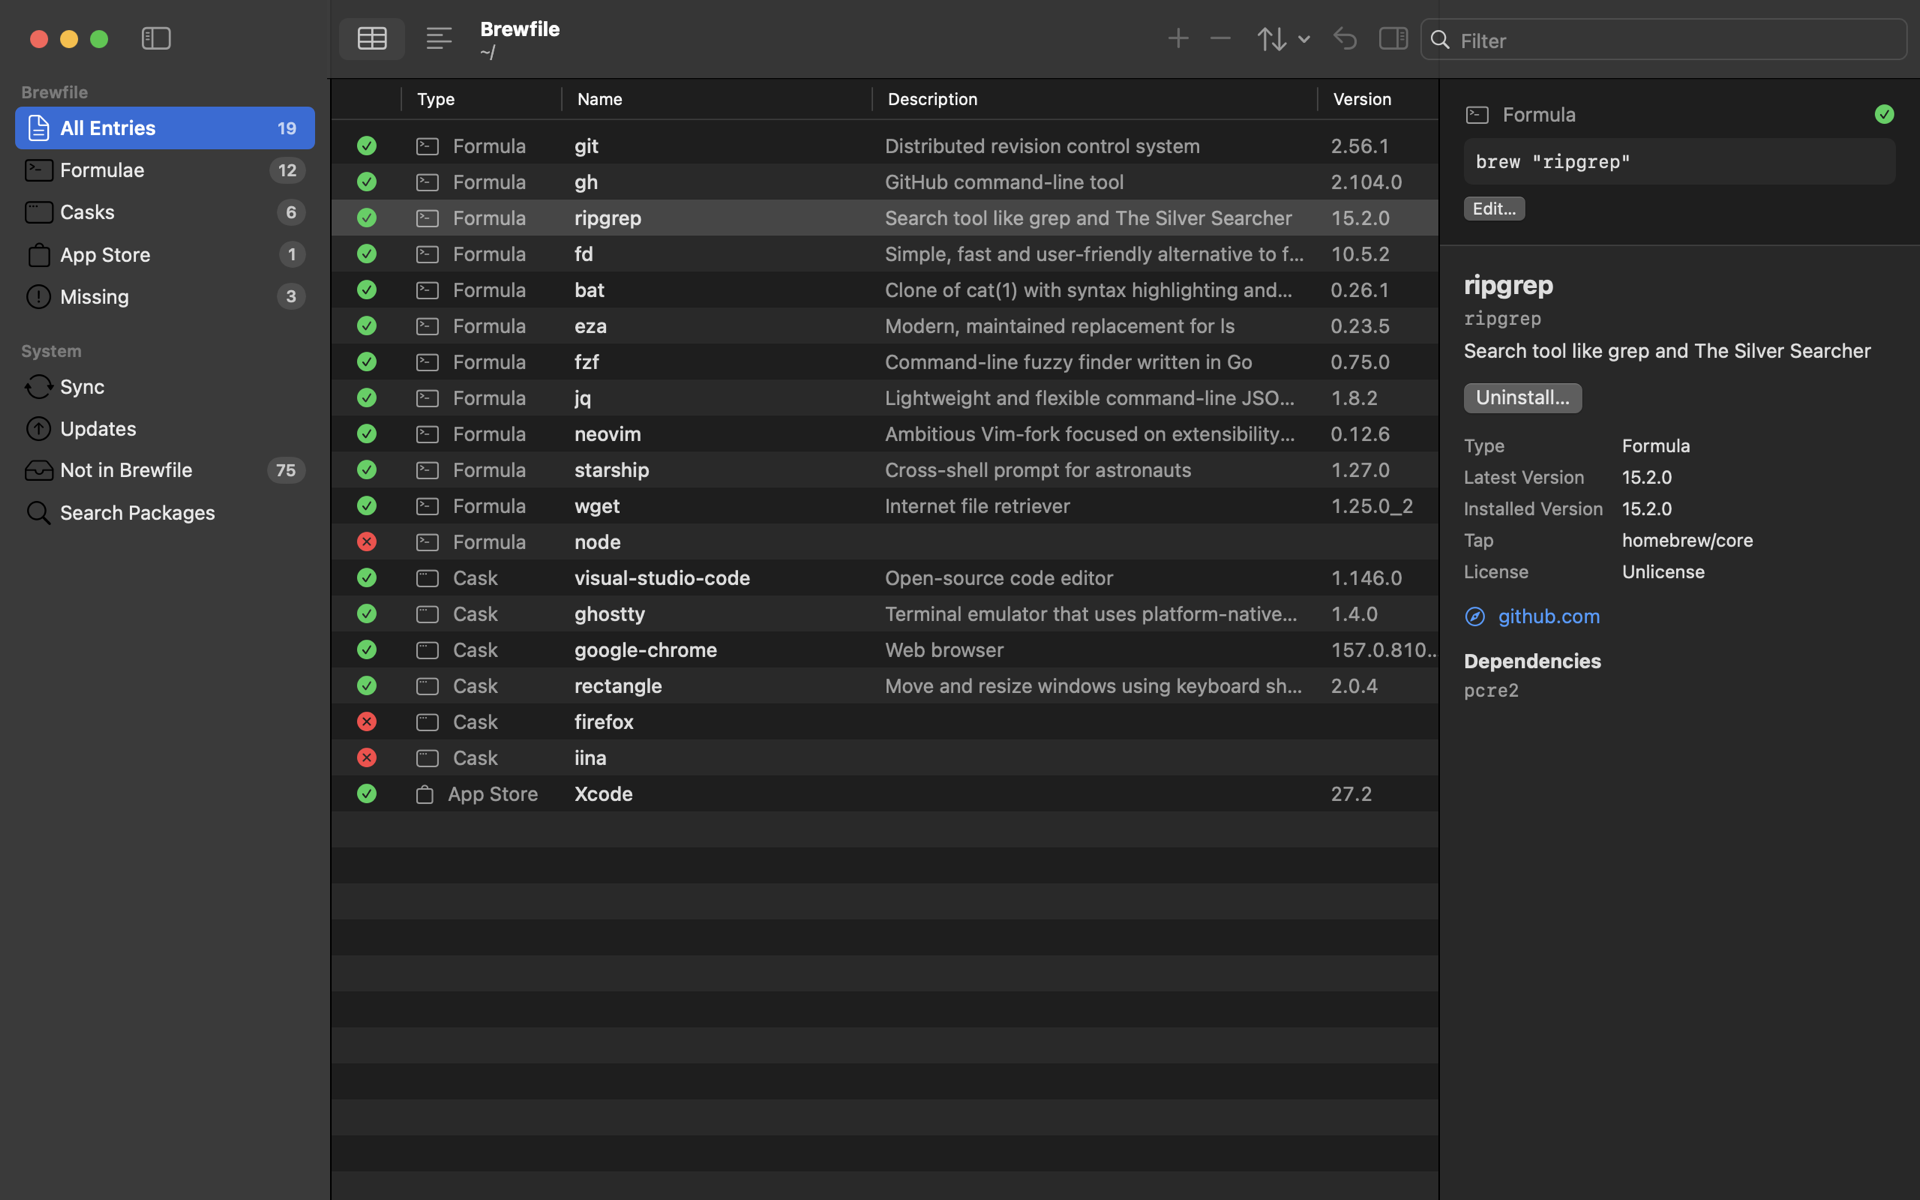 Brewfile
All Entries 19
Formulae 12
Casks 6
App Store 1
Missing 3
System
Sync
Updates
Not in Brewfile 75
Search Packages
Brewfile
~/
Filter
Type Name Description Version
Formula git Distributed revision control system 2.56.1
Formula gh GitHub command-line tool 2.104.0
Formula ripgrep Search tool like grep and The Silver Searcher 15.2.0
Formula fd Simple, fast and user-friendly alternative to f... 10.5.2
Formula bat Clone of cat(1) with syntax highlighting and... 0.26.1
Formula eza Modern, maintained replacement for ls 0.23.5
Formula fzf Command-line fuzzy finder written in Go 0.75.0
Formula jq Lightweight and flexible command-line JSO... 1.8.2
Formula neovim Ambitious Vim-fork focused on extensibility... 0.12.6
Formula starship Cross-shell prompt for astronauts 1.27.0
Formula wget Internet file retriever 1.25.0_2
Formula node
Cask visual-studio-code Open-source code editor 1.146.0
Cask ghostty Terminal emulator that uses platform-native... 1.4.0
Cask google-chrome Web browser 157.0.810..
Cask rectangle Move and resize windows using keyboard sh... 2.0.4
Cask firefox
Cask iina
App Store Xcode 27.2
Formula
brew "ripgrep"
Edit...
ripgrep
ripgrep
Search tool like grep and The Silver Searcher
Uninstall...
Type Formula
Latest Version 15.2.0
Installed Version 15.2.0
Tap homebrew/core
License Unlicense
github.com
Dependencies
pcre2